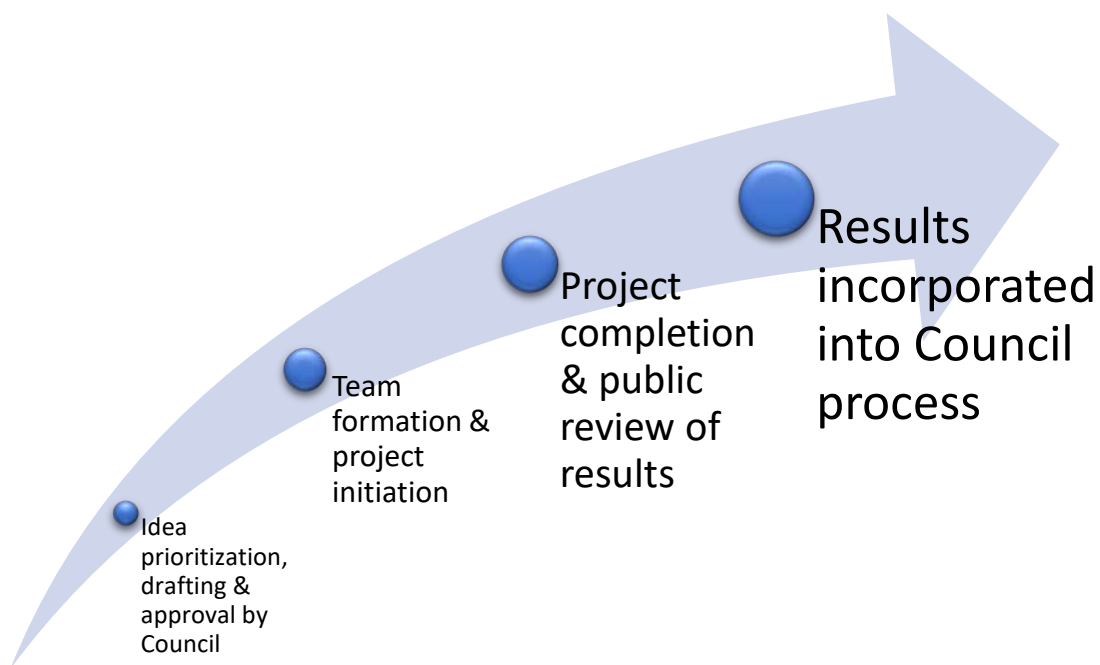 Idea
prioritization,
drafting &
approval by
Council
Team
formation &
project
initiation
Project
completion
& public
review of
results
Results
incorporated
into Council
process